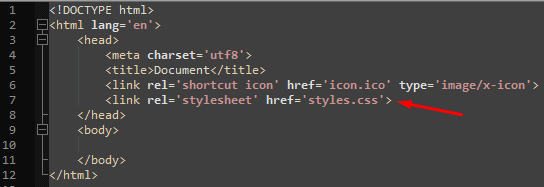 1 <!DOCTYPE html>
2 <html lang='en'>
3 <head>
4 <meta charset='utf8'>
5 <title>Document</title>
6 <link rel='shortcut icon' href='icon.ico' type='image/x-icon'>
7 <link rel='stylesheet' href='styles.css'>
8 </head>
9 <body>
10
11 </body>
12 </html>